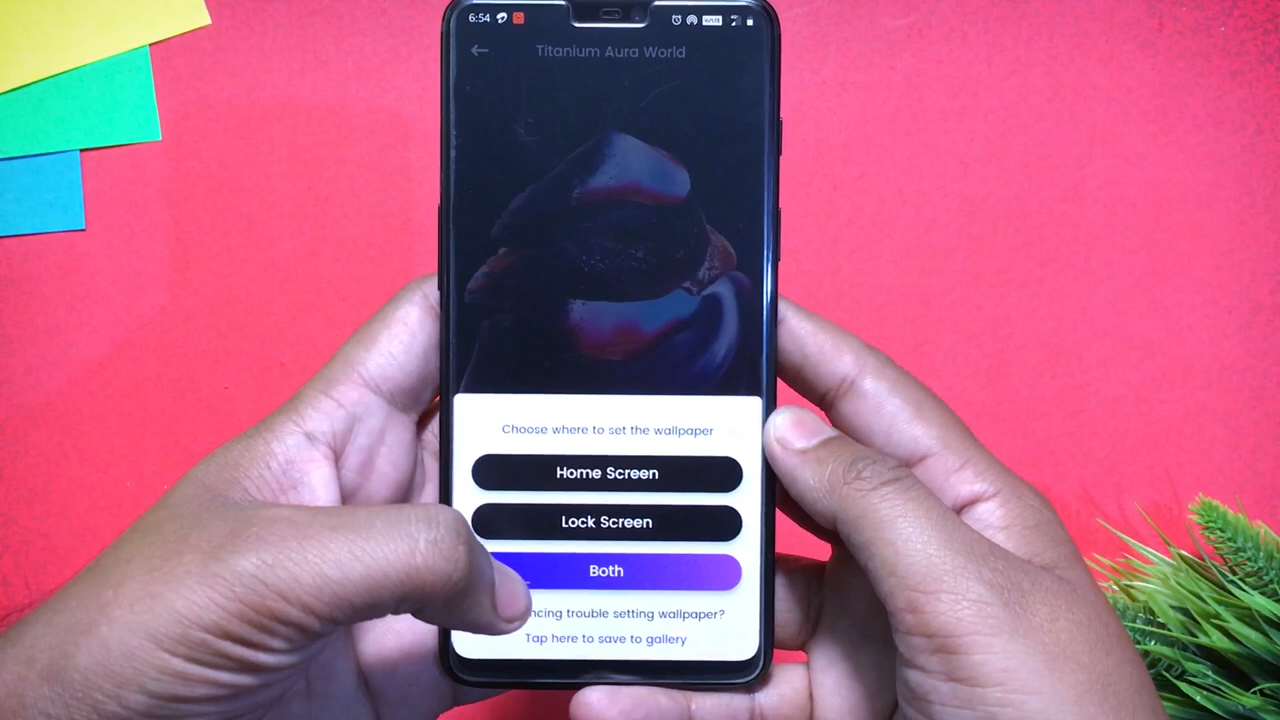 6:54
Titanium Aura World
Choose where to set the wallpaper
Home Screen
Lock Screen
Both
ncing trouble setting wallpaper?
Tap here to save to gallery